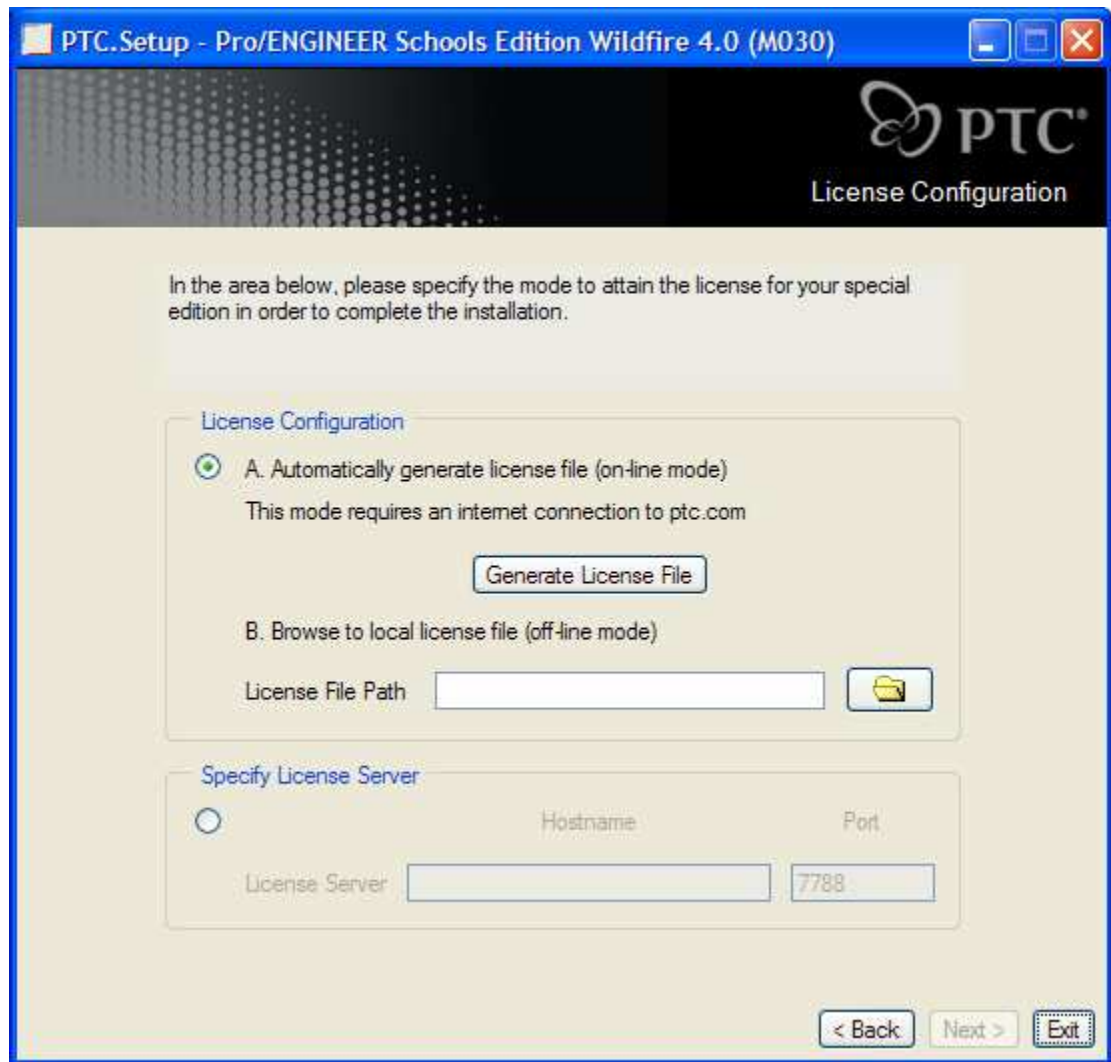 PTC.Setup - Pro/ENGINEER Schools Edition Wildfire 4.0 (M030)
PTC®
License Configuration
In the area below, please specify the mode to attain the license for your special
edition in order to complete the installation.
License Configuration
A. Automatically generate license file (on-line mode)
This mode requires an internet connection to ptc.com
Generate License File
B. Browse to local license file (off-line mode)
License File Path
Specify License Server
Hostname Port
License Server 7788
< Back Next > Exit